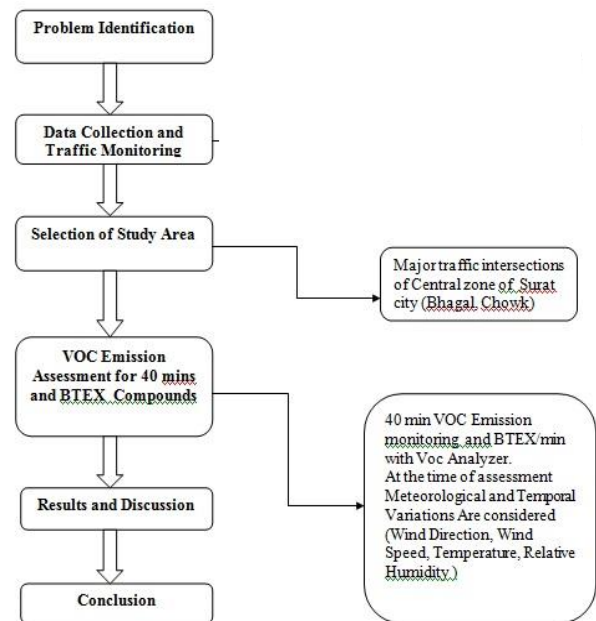 Problem Identification
Data Collection and
Traffic Monitoring
Selection of Study Area
Major traffic intersections
of Central zone of Surat
city (Bhagal Chowk)
VOC Emission
Assessment for 40 mins
and BTEX Compounds
40 min VOC Emission
monitoring and BTEX/min
with Voc Analyzer.
At the time of assessment
Meteorological and Temporal
Variations Are considered
(Wind Direction, Wind
Speed, Temperature, Relative
Humidity )
Results and Discussion
Conclusion